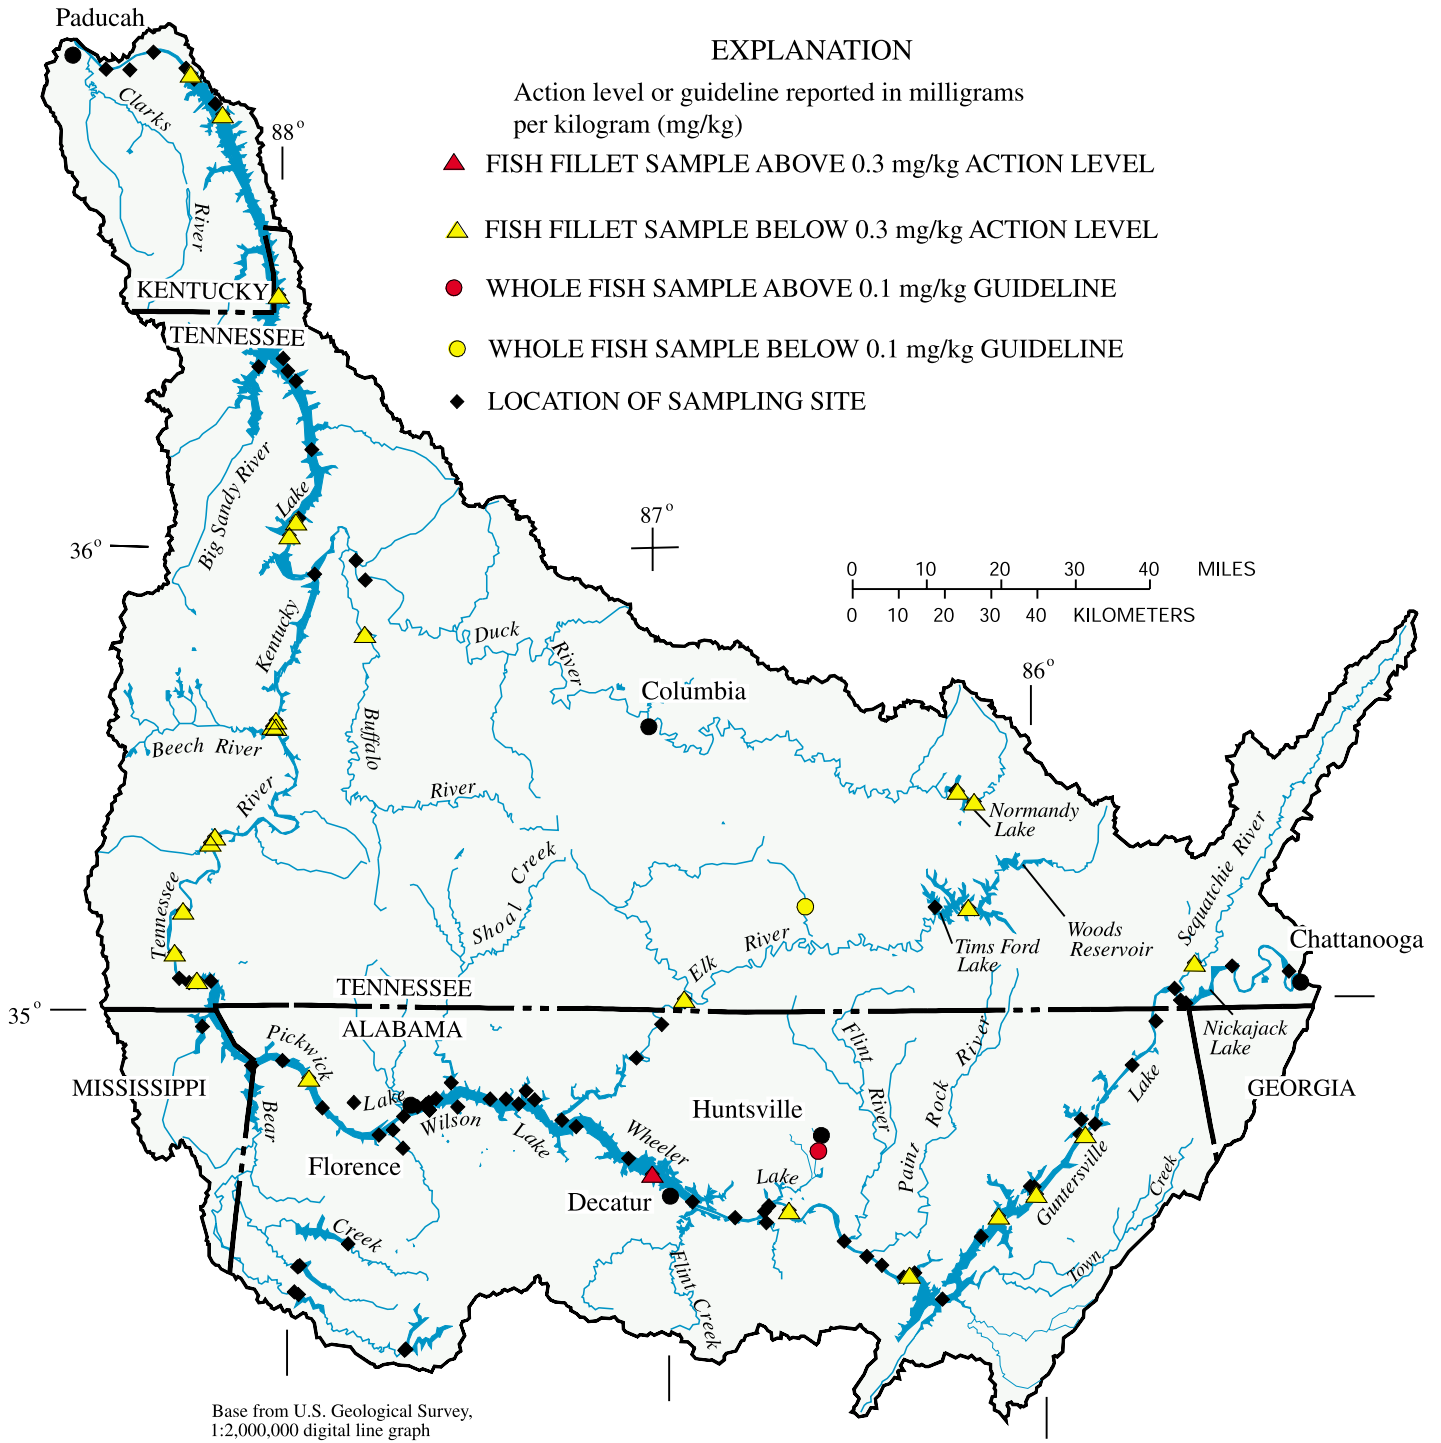 Paducah
EXPLANATION
Action level or guideline reported in milligrams
per kilogram (mg/kg)
FISH FILLET SAMPLE ABOVE 0.3 mg/kg ACTION LEVEL
FISH FILLET SAMPLE BELOW 0.3 mg/kg ACTION LEVEL
WHOLE FISH SAMPLE ABOVE 0.1 mg/kg GUIDELINE
WHOLE FISH SAMPLE BELOW 0.1 mg/kg GUIDELINE
LOCATION OF SAMPLING SITE
Clarks
River
88°
KENTUCKY
TENNESSEE
Big Sandy River
Lake
Kentucky
36°
87°
0 10 20 30 40 MILES
0 10 20 30 40 KILOMETERS
86°
Duck
River
Columbia
Buffalo
River
Beech River
River
Tennessee
Normandy
Lake
Shoal Creek
Elk
River
Tims Ford
Lake
Woods
Reservoir
Sequatchie River
Chattanooga
Nickajack
Lake
35°
TENNESSEE
ALABAMA
MISSISSIPPI
GEORGIA
Pickwick
Lake
Bear
Creek
Wilson
Lake
Florence
Wheeler
Lake
Decatur
Huntsville
Flint
River
Paint
Rock
River
Lake
Guntersville
Town
Creek
Flint Creek
Base from U.S. Geological Survey,
1:2,000,000 digital line graph